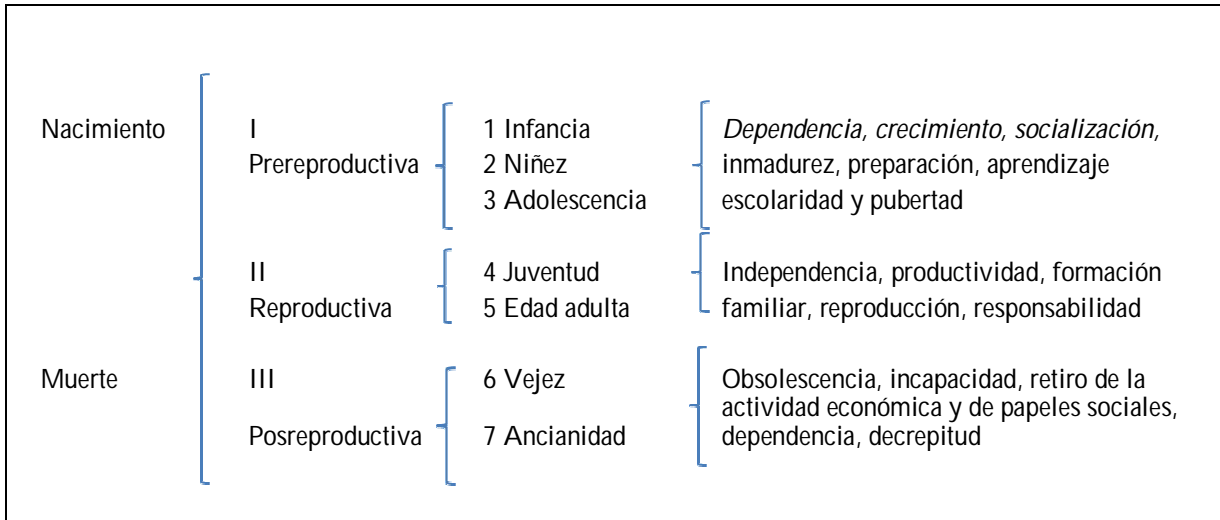 Nacimiento I 1 Infancia Dependencia, crecimiento, socialización,
Prereproductiva 2 Niñez inmadurez, preparación, aprendizaje
3 Adolescencia escolaridad y pubertad
II 4 Juventud Independencia, productividad, formación
Reproductiva 5 Edad adulta familiar, reproducción, responsabilidad
Muerte III 6 Vejez Obsolescencia, incapacidad, retiro de la
actividad económica y de papeles sociales,
Posreproductiva 7 Ancianidad dependencia, decrepitud